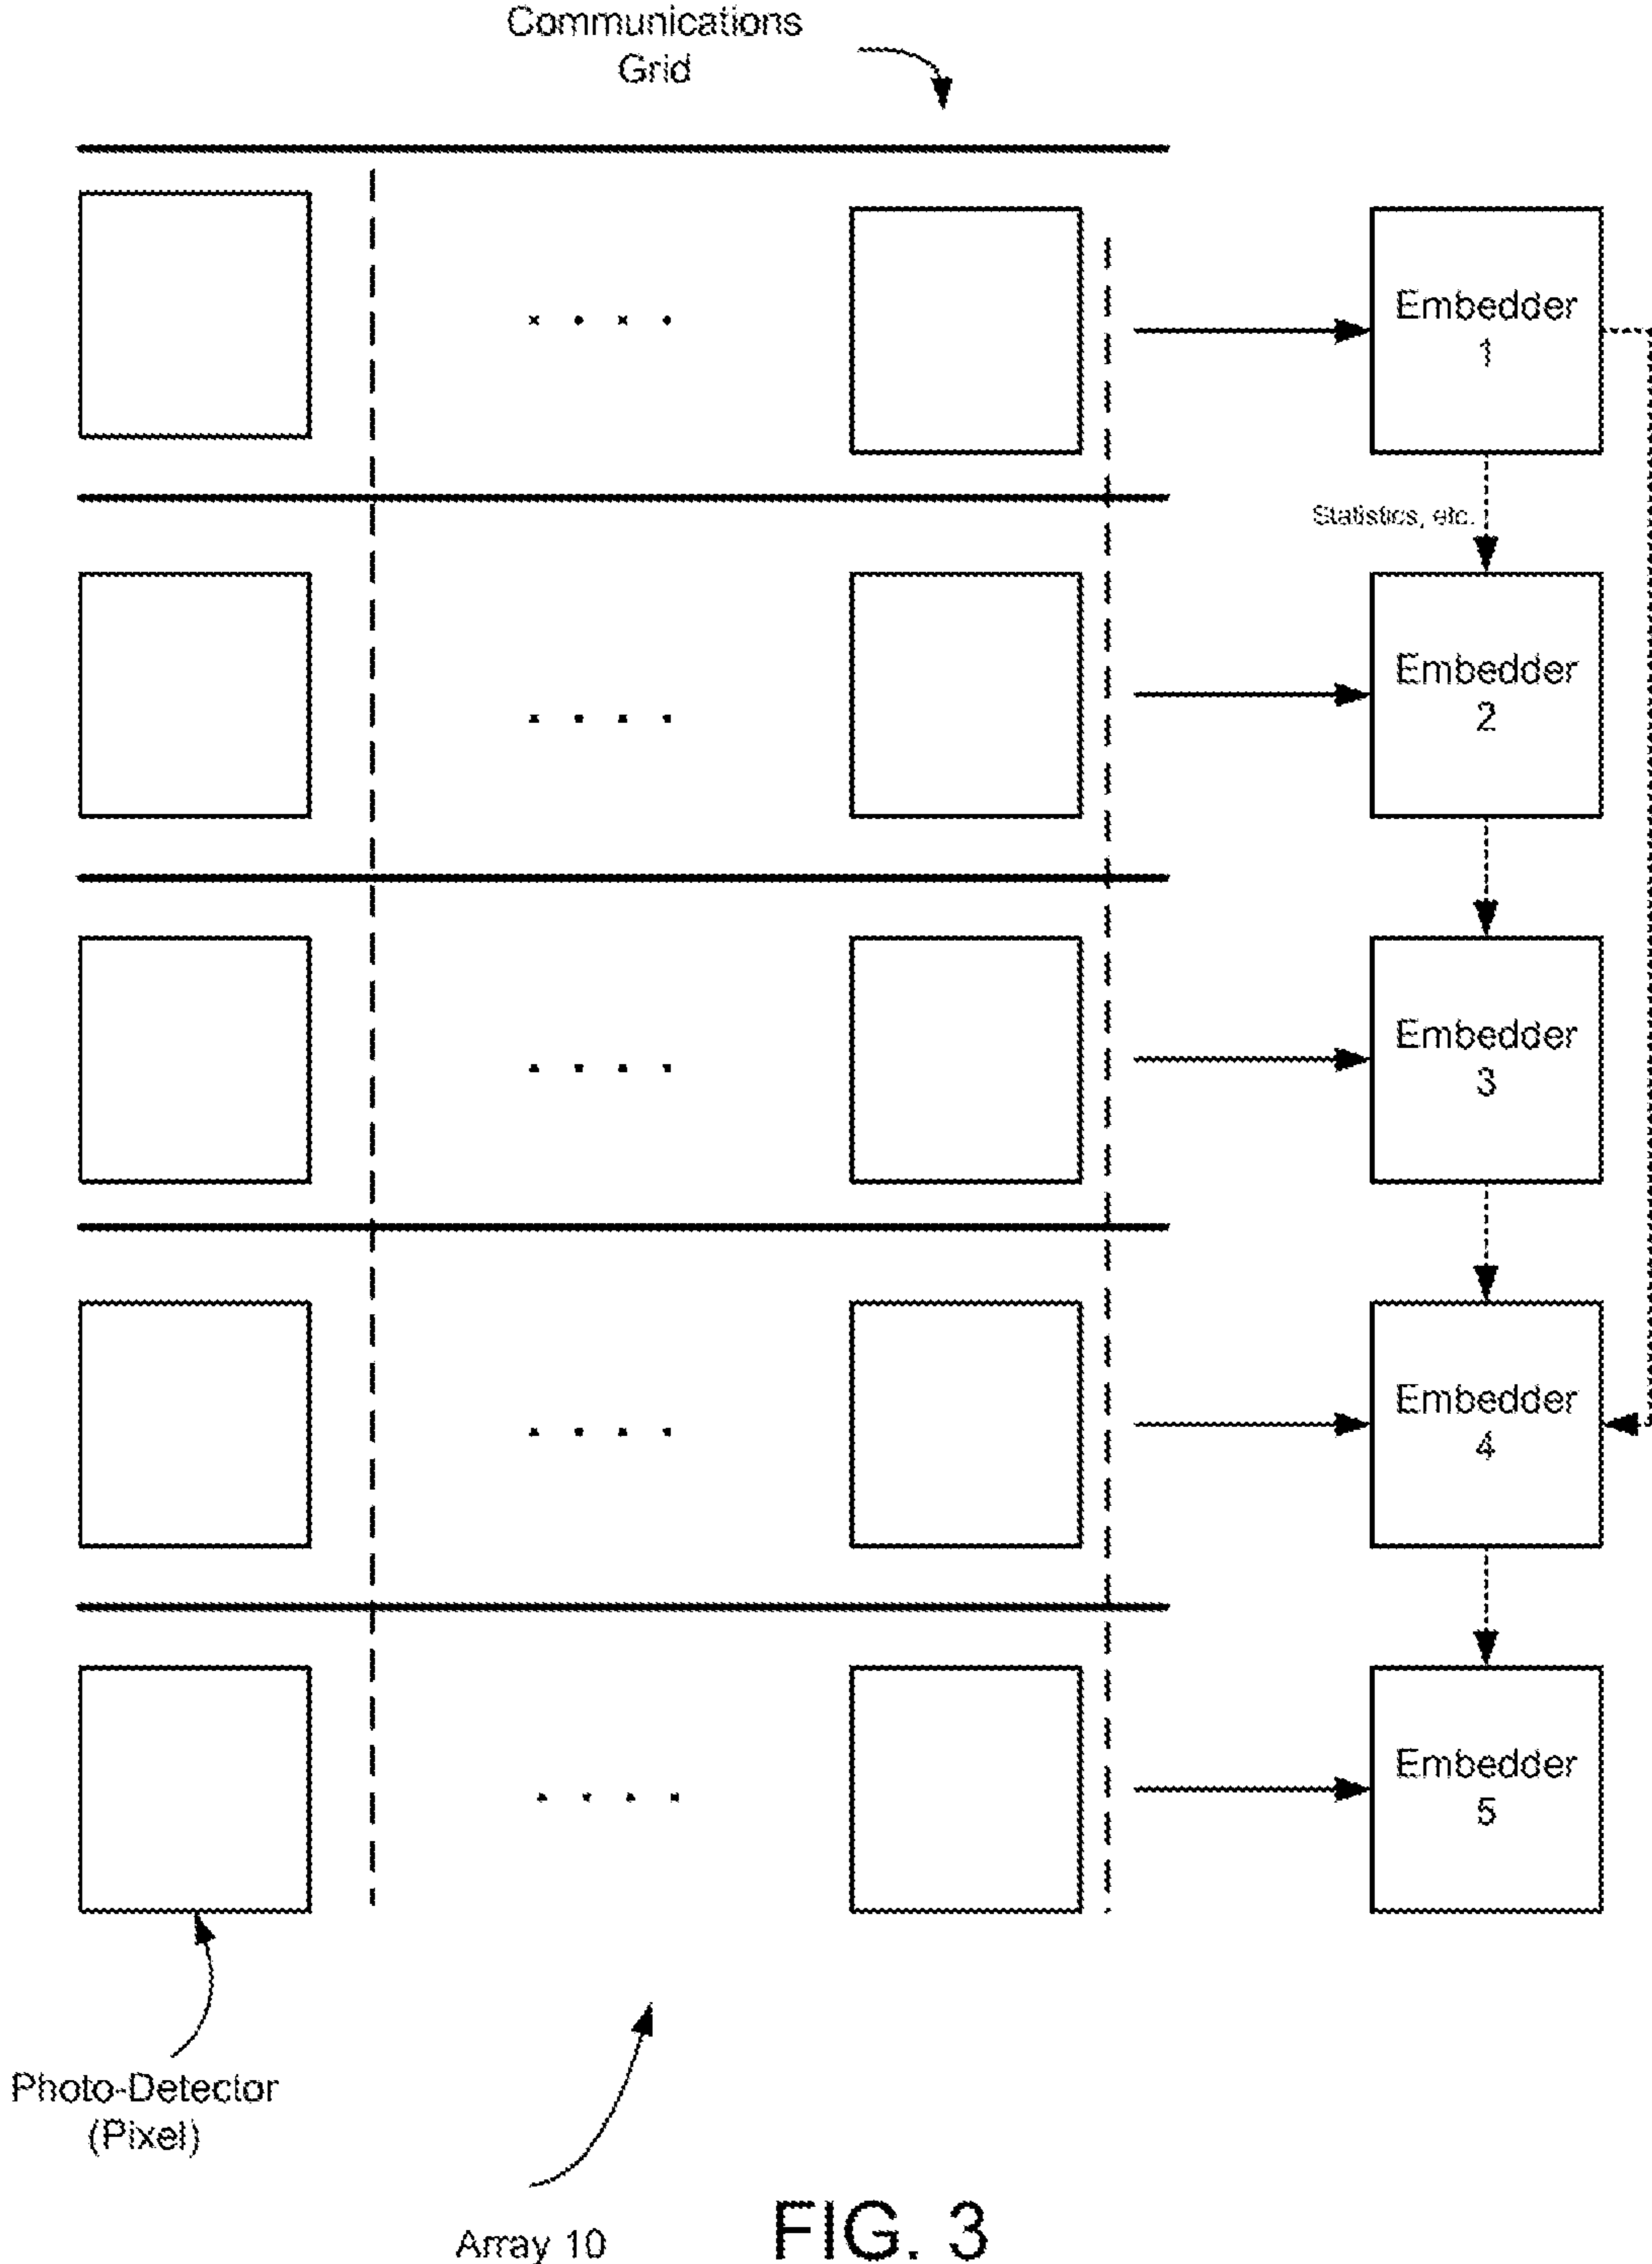 Communications
Grid
Embedder
1
Statistics, etc.
Embedder
2
Embedder
3
Embedder
4
Embedder
5
Photo-Detector
(Pixel)
Array 10
FIG. 3